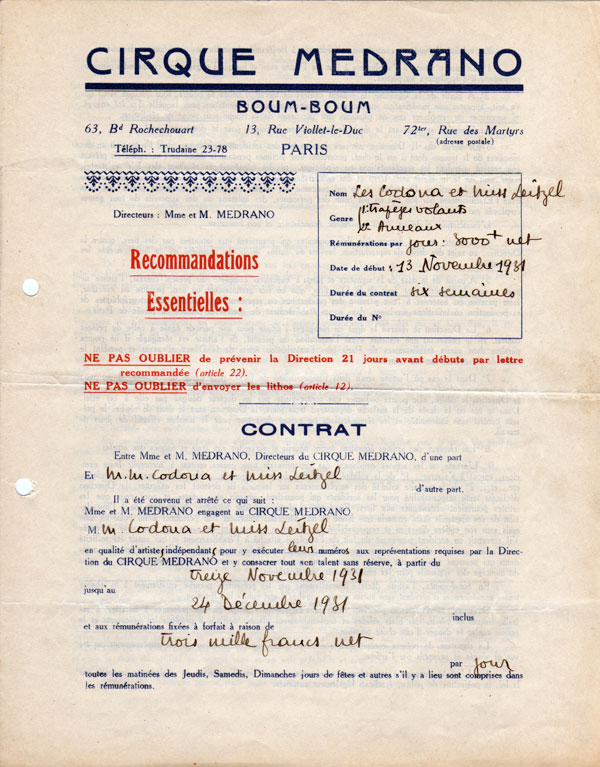 CIRQUE MEDRANO
BOUM-BOUM
63, Bd Rochechouart 13, Rue Viollet-le-Duc 72ter, Rue des Martyrs
(adresse postale)
Téléph. : Trudaine 23-78 PARIS
Directeurs : Mme et M. MEDRANO
Recommandations
Essentielles :
Nom Les Codona et Miss Leitzel
Genre 1° trapèzes volants
2° Anneaux
Rémunérations par jours : 3000+ net
Date de début : 13 Novembre 1931
Durée du contrat six semaines
Durée du N°
NE PAS OUBLIER de prévenir la Direction 21 jours avant débuts par lettre
recommandée (article 22).
NE PAS OUBLIER d'envoyer les lithos (article 12).
CONTRAT
Entre Mme et M. MEDRANO, Directeurs du CIRQUE MEDRANO, d'une part
Et M.M. Codona et Miss Leitzel
d'autre part.
Il a été convenu et arrêté ce qui suit :
Mme et M. MEDRANO engagent au CIRQUE MEDRANO
M. M. Codona et Miss Leitzel
en qualité d'artistes indépendants pour y exécuter leurs numéros aux représentations requises par la Direc-
tion du CIRQUE MEDRANO et y consacrer tout son talent sans réserve, à partir du
treize Novembre 1931
jusqu'au
24 Décembre 1931
inclus
et aux rémunérations fixées à forfait à raison de
trois mille francs net
par jour
toutes les matinées des Jeudis, Samedis, Dimanches jours de fêtes et autres s'il y a lieu sont comprises dans
les rémunérations.